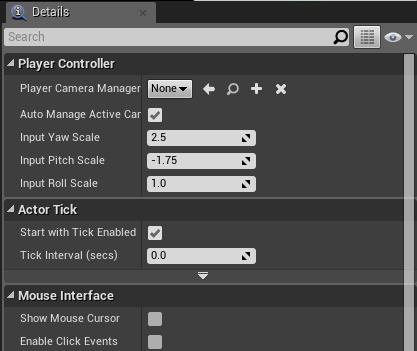 Details
Search
Player Controller
Player Camera Manager None
Auto Manage Active Can
Input Yaw Scale 2.5
Input Pitch Scale -1.75
Input Roll Scale 1.0
Actor Tick
Start with Tick Enabled
Tick Interval (secs) 0.0
Mouse Interface
Show Mouse Cursor
Enable Click Events